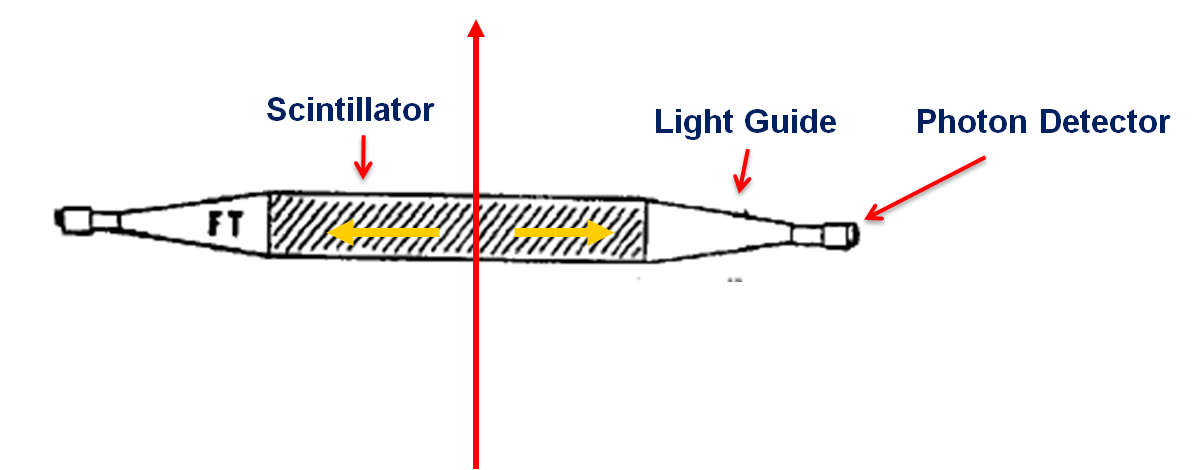 Scintillator
Light Guide
Photon Detector
FT